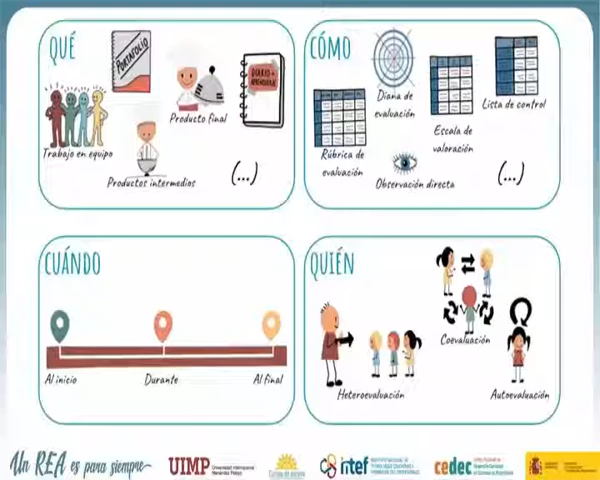 QUÉ
PORTAFOLIO
DIARIO DE
APRENDIZAJE
Producto final
Trabajo en equipo
Productos intermedios
(...)
CÓMO
Diana de
evaluación
Lista de control
Escala de
valoración
Rúbrica de
evaluación
Observación directa
(...)
CUÁNDO
Al inicio
Durante
Al final
QUIÉN
Coevaluación
Heteroevaluación
Autoevaluación
Un REA es para siempre
UIMP
Universidad Internacional
Menéndez Pelayo
intef
cedec